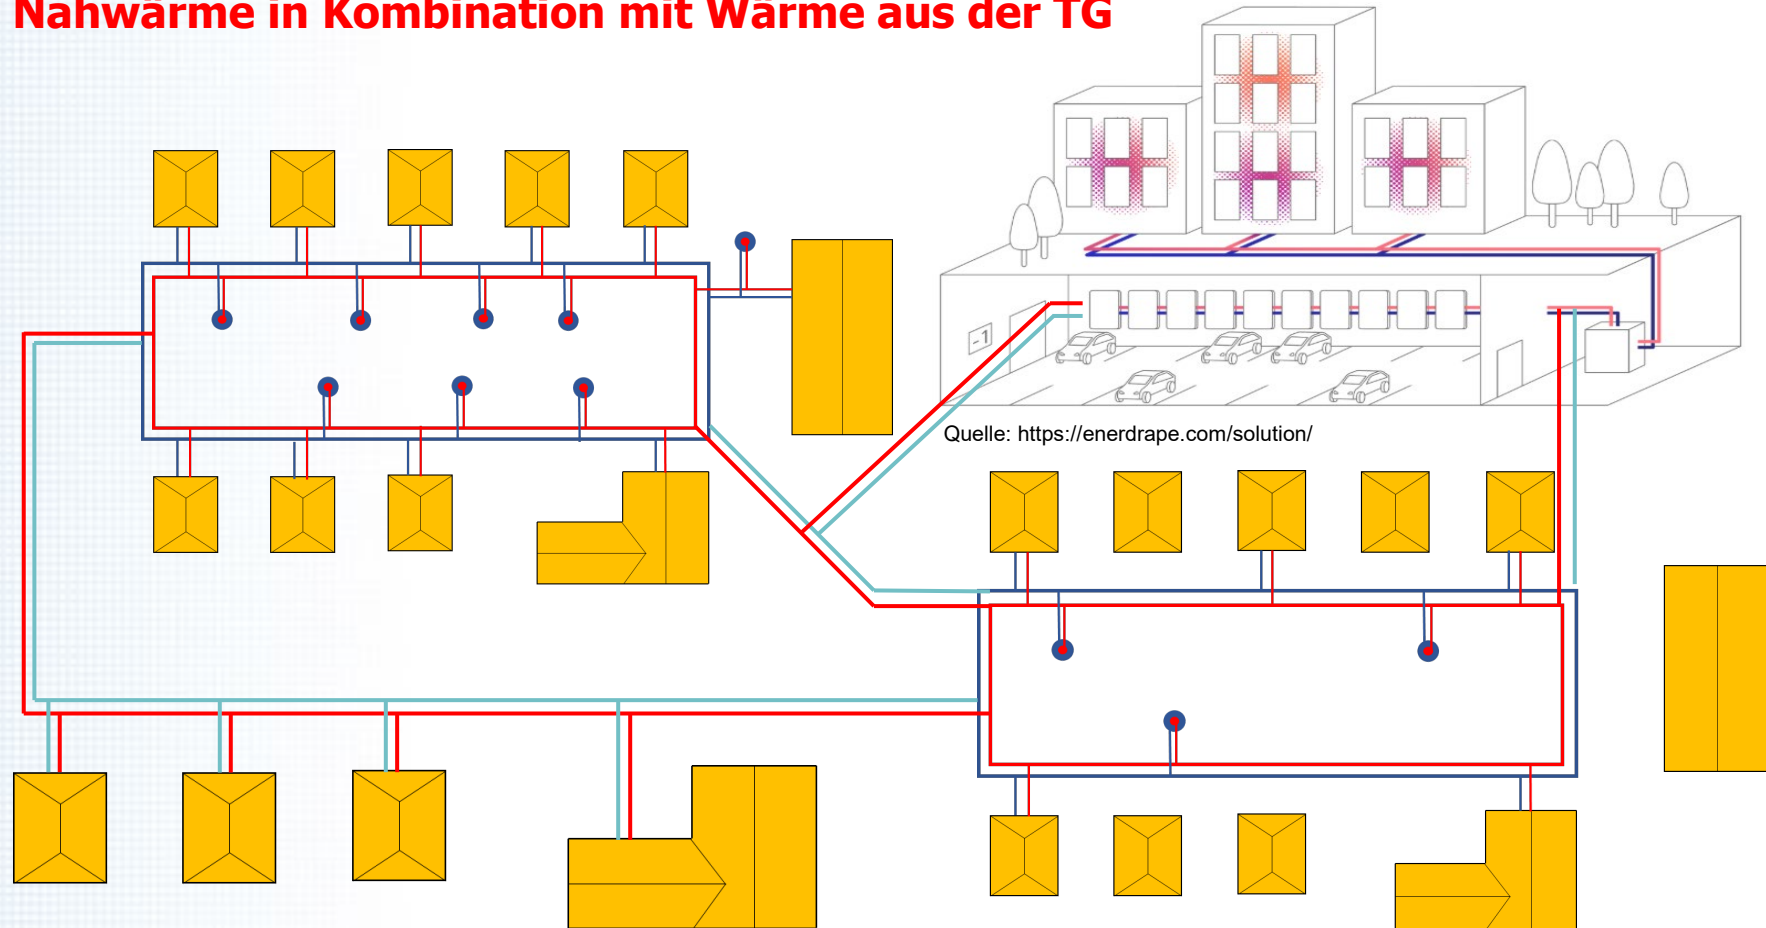 Nahwärme in Kombination mit Wärme aus der TG
-1
Quelle: https://enerdrape.com/solution/